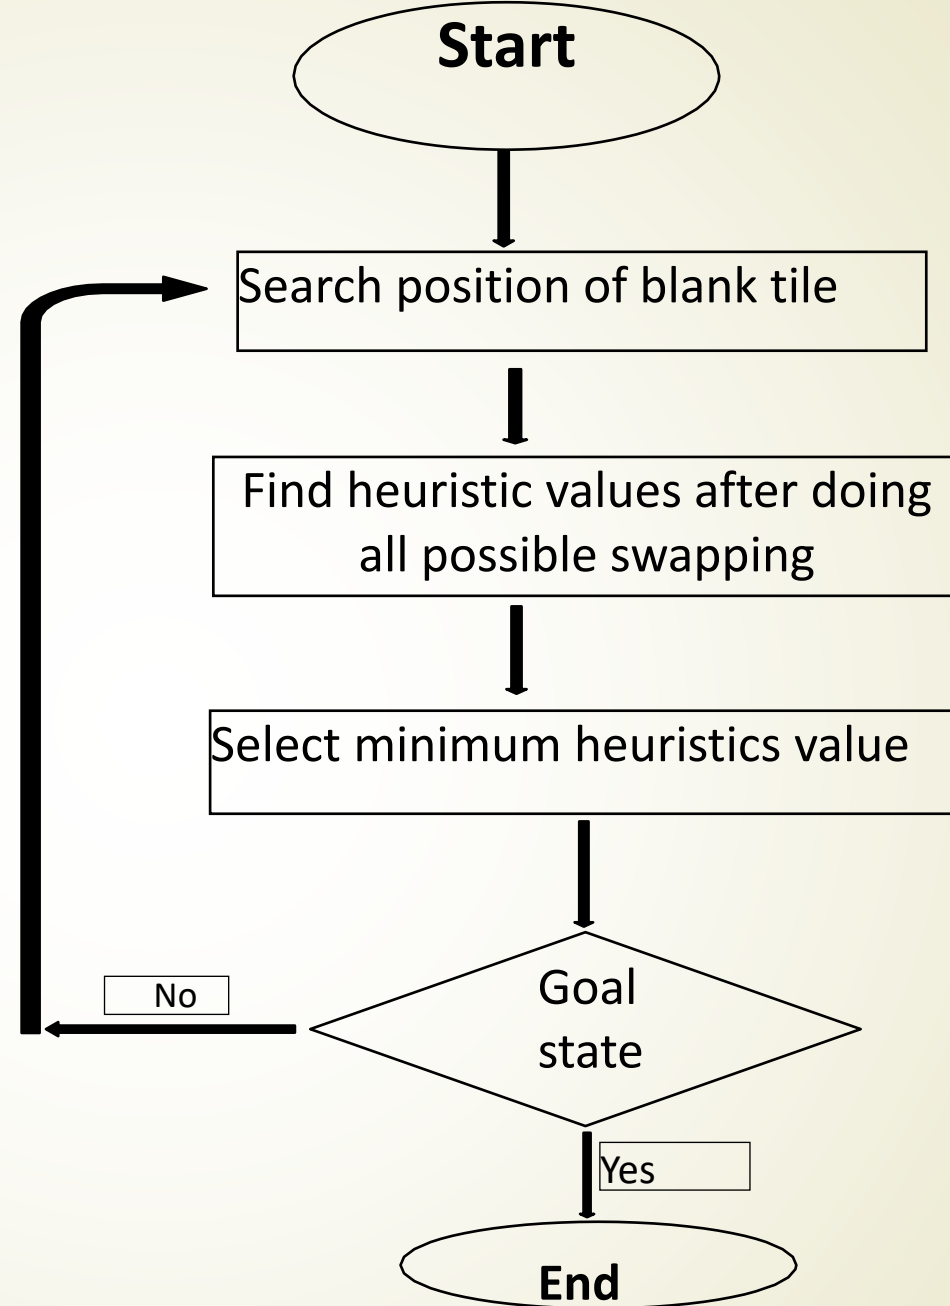 Start
Search position of blank tile
Find heuristic values after doing
all possible swapping
Select minimum heuristics value
Goal
state
No
Yes
End